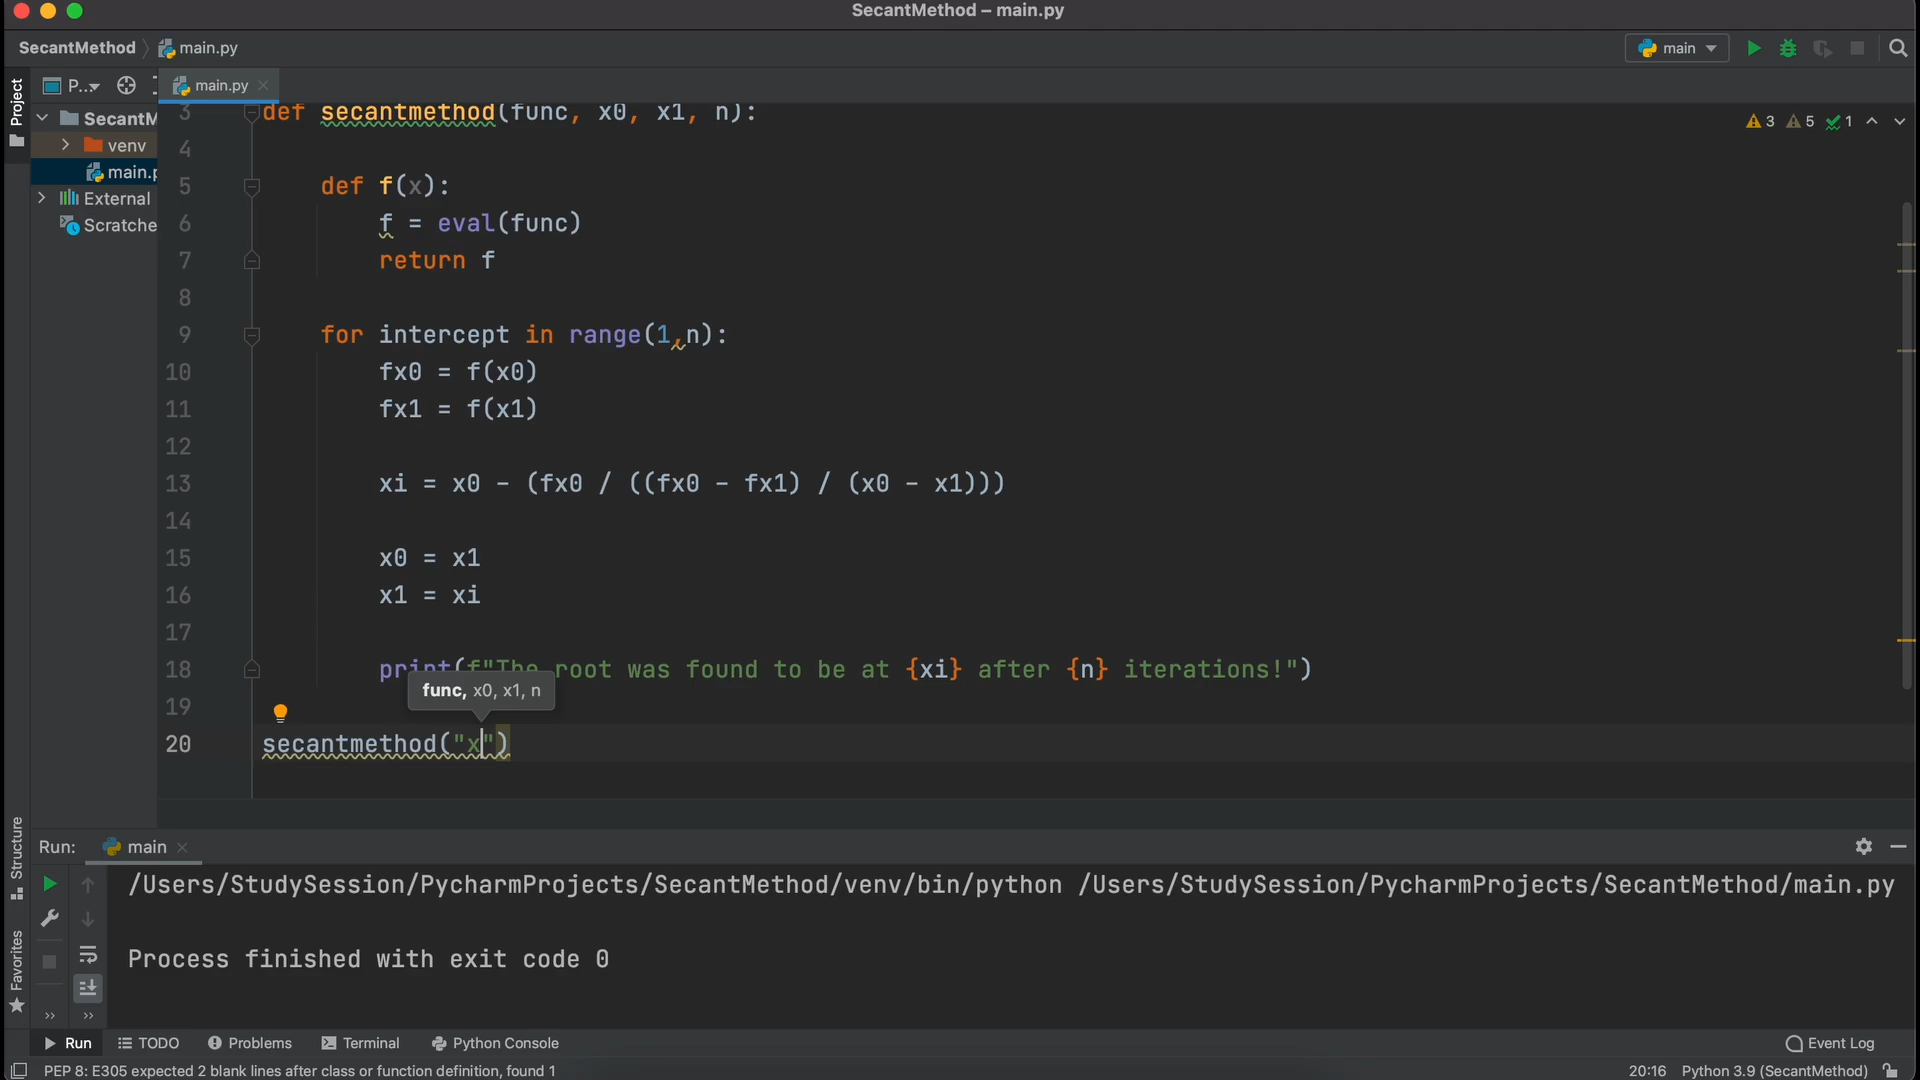 SecantMethod – main.py
SecantMethod main.py
main
P...
main.py
Project
SecantM
venv
main.p
External
Scratche
3 5 1
3 def secantmethod(func, x0, x1, n):
4
5 def f(x):
6 f = eval(func)
7 return f
8
9 for intercept in range(1,n):
10 fx0 = f(x0)
11 fx1 = f(x1)
12
13 xi = x0 - (fx0 / ((fx0 - fx1) / (x0 - x1)))
14
15 x0 = x1
16 x1 = xi
17
18 print(f"The root was found to be at {xi} after {n} iterations!")
func, x0, x1, n
19
20 secantmethod("x")
Structure
Favorites
Run: main
/Users/StudySession/PycharmProjects/SecantMethod/venv/bin/python /Users/StudySession/PycharmProjects/SecantMethod/main.py
Process finished with exit code 0
Run TODO Problems Terminal Python Console Event Log
PEP 8: E305 expected 2 blank lines after class or function definition, found 1 20:16 Python 3.9 (SecantMethod)